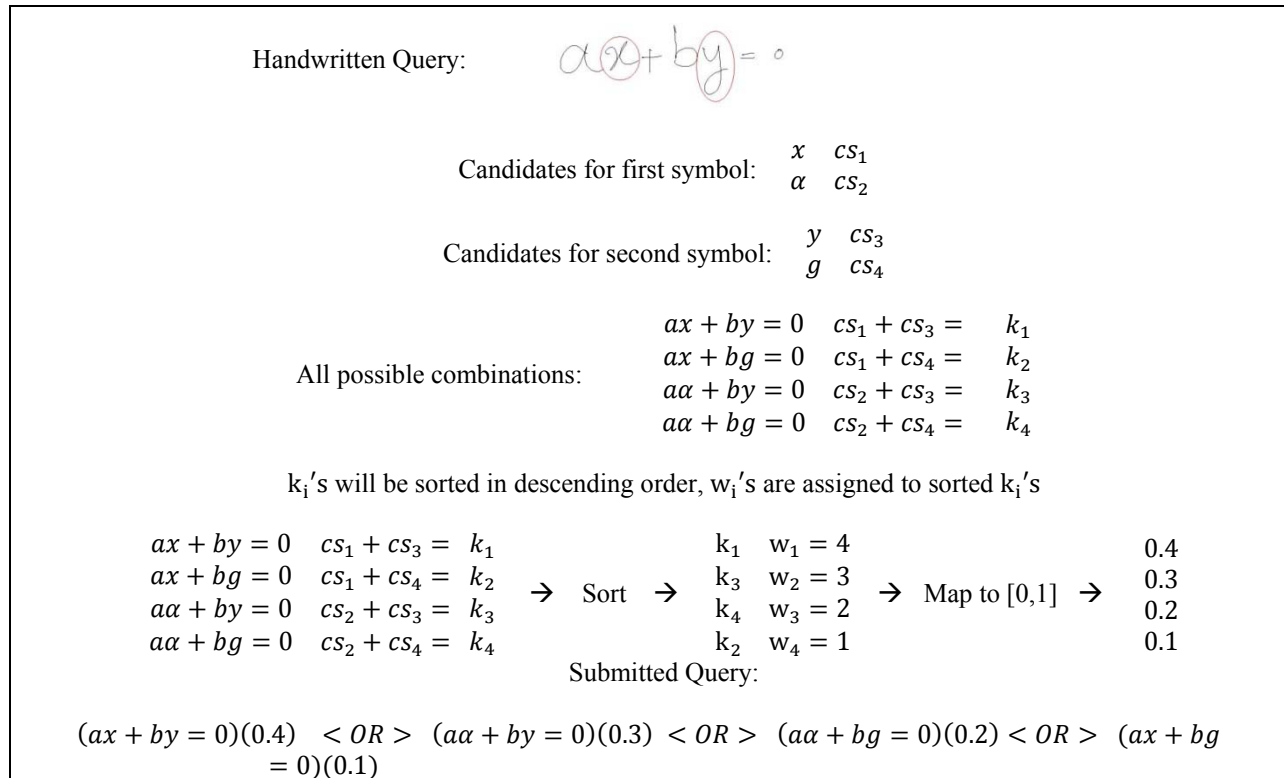 Handwritten Query: ax + by = 0
Candidates for first symbol: x cs₁
α cs₂
Candidates for second symbol: y cs₃
g cs₄
All possible combinations:
ax + by = 0 cs₁ + cs₃ = k₁
ax + bg = 0 cs₁ + cs₄ = k₂
aα + by = 0 cs₂ + cs₃ = k₃
aα + bg = 0 cs₂ + cs₄ = k₄
kᵢ′s will be sorted in descending order, wᵢ′s are assigned to sorted kᵢ′s
ax + by = 0 cs₁ + cs₃ = k₁ k₁ w₁ = 4 0.4
ax + bg = 0 cs₁ + cs₄ = k₂ k₃ w₂ = 3 0.3
→ Sort → → Map to [0,1] →
aα + by = 0 cs₂ + cs₃ = k₃ k₄ w₃ = 2 0.2
aα + bg = 0 cs₂ + cs₄ = k₄ k₂ w₄ = 1 0.1
Submitted Query:
(ax + by = 0)(0.4) < OR > (aα + by = 0)(0.3) < OR > (aα + bg = 0)(0.2) < OR > (ax + bg
= 0)(0.1)